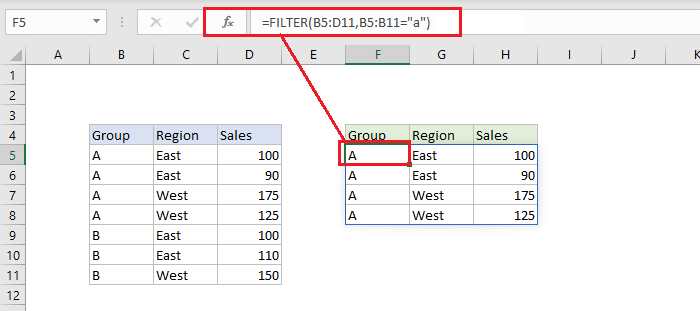 F5 fx =FILTER(B5:D11,B5:B11="a")
A B C D E F G H I J K
1
2
3
4 Group Region Sales Group Region Sales
5 A East 100 A East 100
6 A East 90 A East 90
7 A West 175 A West 175
8 A West 125 A West 125
9 B East 100
10 B East 110
11 B West 150
12